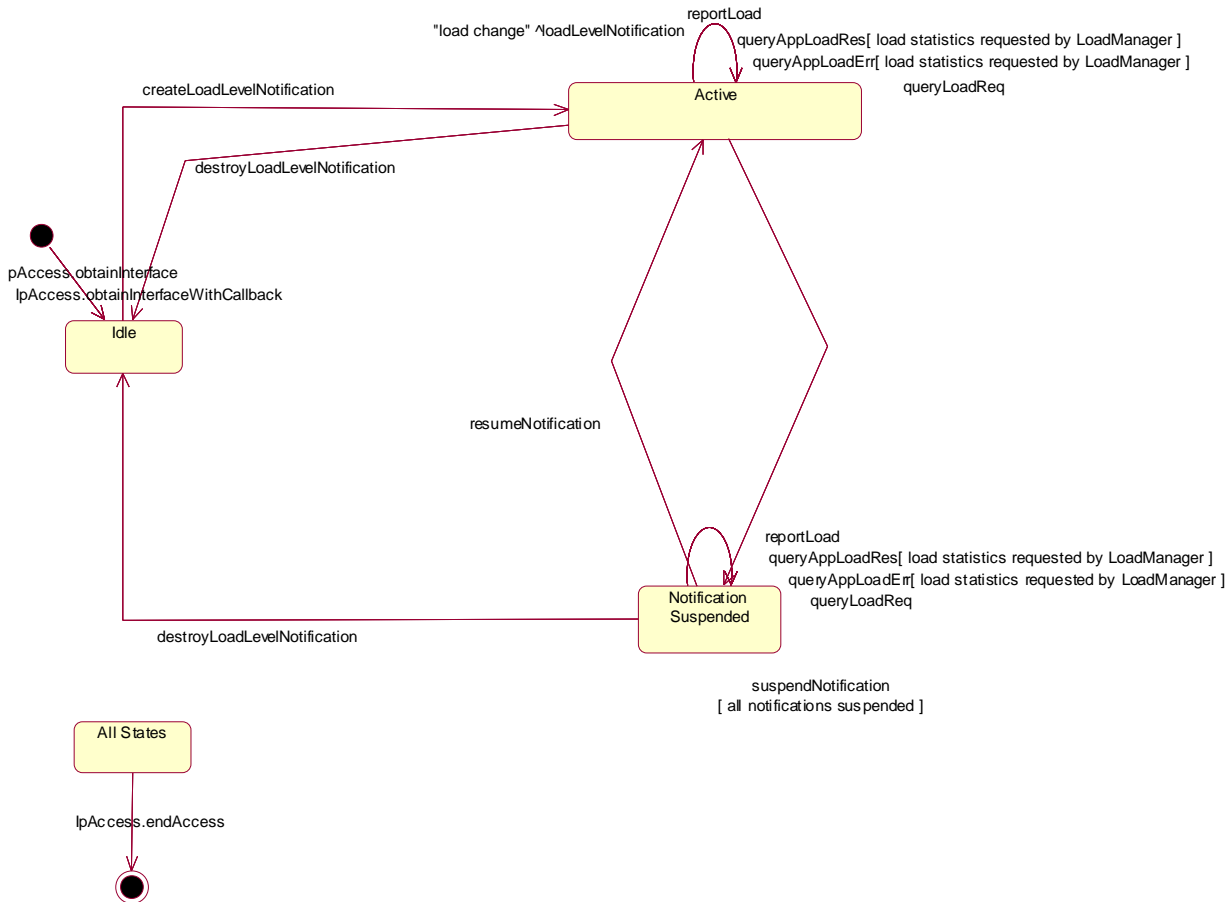 reportLoad
"load change" ^loadLevelNotification
queryAppLoadRes[ load statistics requested by LoadManager ]
queryAppLoadErr[ load statistics requested by LoadManager ]
queryLoadReq
createLoadLevelNotification
Active
destroyLoadLevelNotification
pAccess.obtainInterface
IpAccess.obtainInterfaceWithCallback
Idle
resumeNotification
reportLoad
queryAppLoadRes[ load statistics requested by LoadManager ]
queryAppLoadErr[ load statistics requested by LoadManager ]
queryLoadReq
Notification
Suspended
destroyLoadLevelNotification
suspendNotification
[ all notifications suspended ]
All States
IpAccess.endAccess